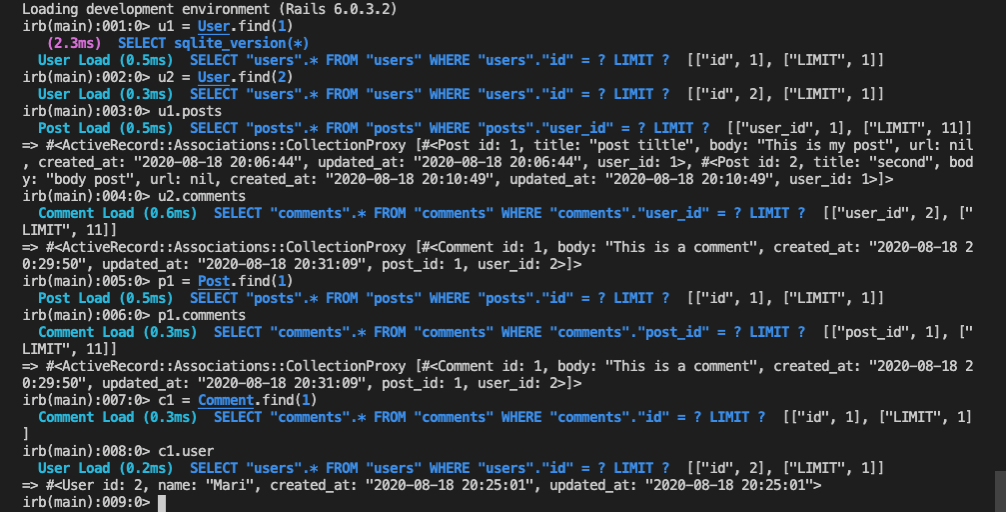 Loading development environment (Rails 6.0.3.2)
irb(main):001:0> u1 = User.find(1)
   (2.3ms)  SELECT sqlite_version(*)
  User Load (0.5ms)  SELECT "users".* FROM "users" WHERE "users"."id" = ? LIMIT ?  [["id", 1], ["LIMIT", 1]]
irb(main):002:0> u2 = User.find(2)
  User Load (0.3ms)  SELECT "users".* FROM "users" WHERE "users"."id" = ? LIMIT ?  [["id", 2], ["LIMIT", 1]]
irb(main):003:0> u1.posts
  Post Load (0.5ms)  SELECT "posts".* FROM "posts" WHERE "posts"."user_id" = ? LIMIT ?  [["user_id", 1], ["LIMIT", 11]]
=> #<ActiveRecord::Associations::CollectionProxy [#<Post id: 1, title: "post tiltle", body: "This is my post", url: nil
, created_at: "2020-08-18 20:06:44", updated_at: "2020-08-18 20:06:44", user_id: 1>, #<Post id: 2, title: "second", bod
y: "body post", url: nil, created_at: "2020-08-18 20:10:49", updated_at: "2020-08-18 20:10:49", user_id: 1>]>
irb(main):004:0> u2.comments
  Comment Load (0.6ms)  SELECT "comments".* FROM "comments" WHERE "comments"."user_id" = ? LIMIT ?  [["user_id", 2], ["
LIMIT", 11]]
=> #<ActiveRecord::Associations::CollectionProxy [#<Comment id: 1, body: "This is a comment", created_at: "2020-08-18 2
0:29:50", updated_at: "2020-08-18 20:31:09", post_id: 1, user_id: 2>]>
irb(main):005:0> p1 = Post.find(1)
  Post Load (0.5ms)  SELECT "posts".* FROM "posts" WHERE "posts"."id" = ? LIMIT ?  [["id", 1], ["LIMIT", 1]]
irb(main):006:0> p1.comments
  Comment Load (0.3ms)  SELECT "comments".* FROM "comments" WHERE "comments"."post_id" = ? LIMIT ?  [["post_id", 1], ["
LIMIT", 11]]
=> #<ActiveRecord::Associations::CollectionProxy [#<Comment id: 1, body: "This is a comment", created_at: "2020-08-18 2
0:29:50", updated_at: "2020-08-18 20:31:09", post_id: 1, user_id: 2>]>
irb(main):007:0> c1 = Comment.find(1)
  Comment Load (0.3ms)  SELECT "comments".* FROM "comments" WHERE "comments"."id" = ? LIMIT ?  [["id", 1], ["LIMIT", 1]
]
irb(main):008:0> c1.user
  User Load (0.2ms)  SELECT "users".* FROM "users" WHERE "users"."id" = ? LIMIT ?  [["id", 2], ["LIMIT", 1]]
=> #<User id: 2, name: "Mari", created_at: "2020-08-18 20:25:01", updated_at: "2020-08-18 20:25:01">
irb(main):009:0>